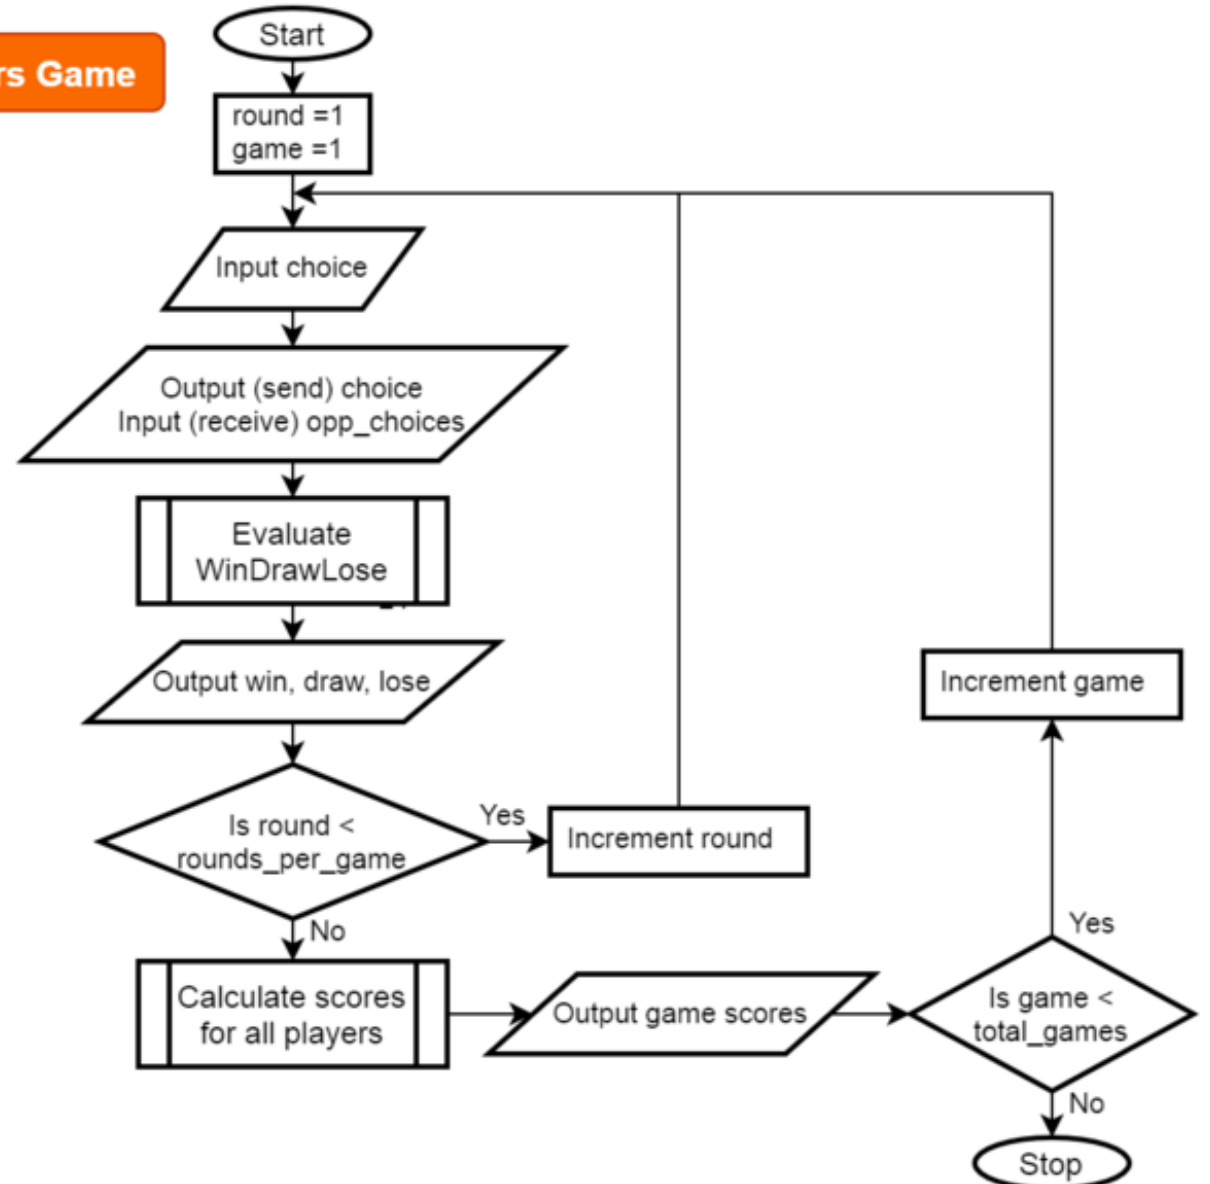 Start
rs Game
round =1
game =1
Input choice
Output (send) choice
Input (receive) opp_choices
Evaluate
WinDrawLose
Output win, draw, lose
Increment game
Is round <
rounds_per_game
Yes
Increment round
No
Calculate scores
for all players
Output game scores
Yes
Is game <
total_games
No
Stop